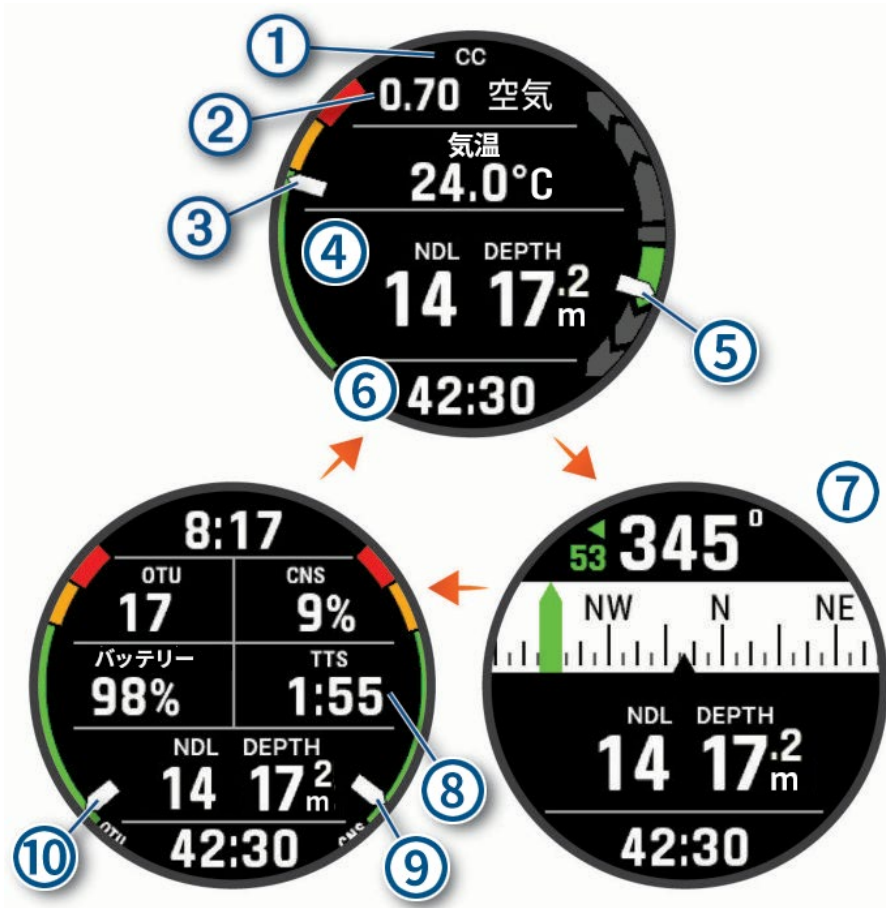 ① CC
② 0.70 空気
気温
24.0°C
③
④ NDL DEPTH
14 17.2 m
⑤
⑥ 42:30
⑦
53 345°
NW N NE
NDL DEPTH
14 17.2 m
42:30
8:17
OTU CNS
17 9%
バッテリー TTS
98% 1:55
⑧
NDL DEPTH
14 17 2 m
⑨
⑩
OTU 42:30 CNS